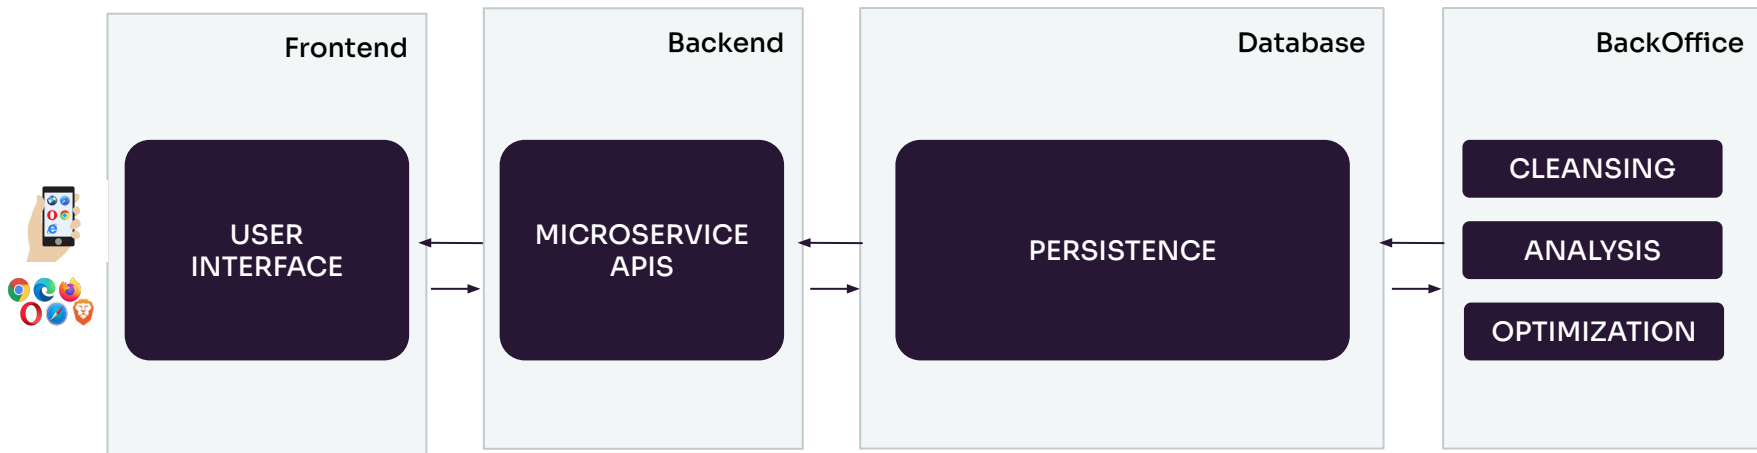 Frontend
Backend
Database
BackOffice
USER
INTERFACE
MICROSERVICE
APIS
PERSISTENCE
CLEANSING
ANALYSIS
OPTIMIZATION